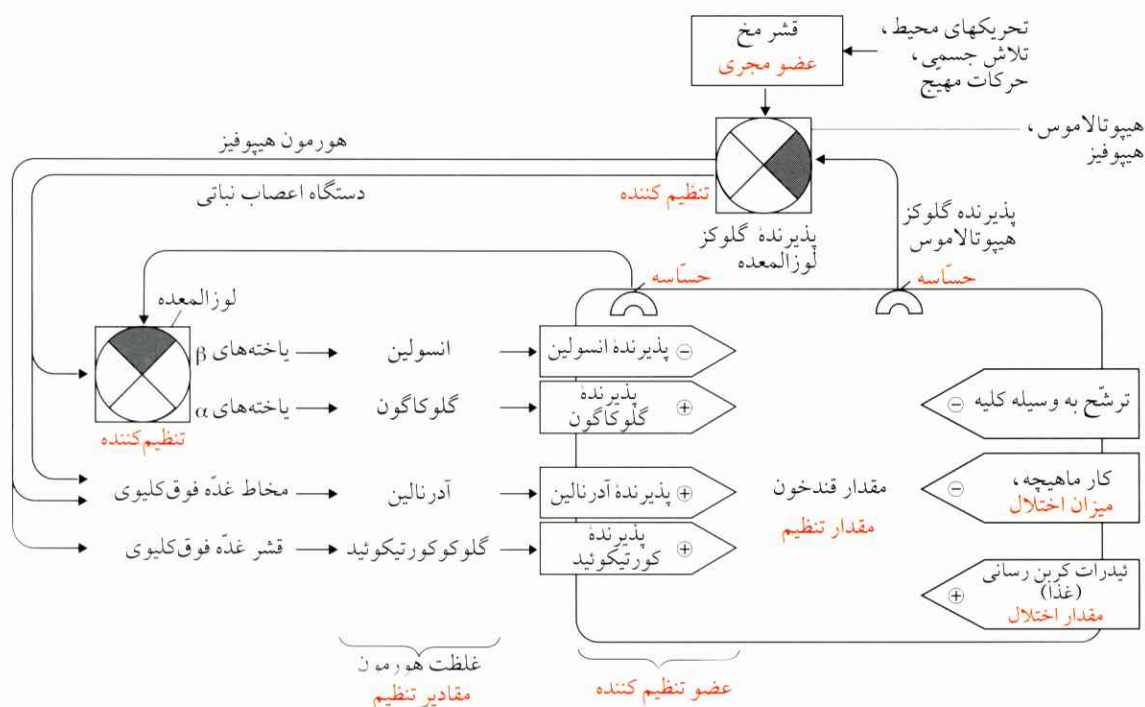 قشر مخ
عضو مجری
تحریکهای محیط،
تلاش جسمی،
حرکات مهیّج
هیپوتالاموس،
هیپوفیز
هورمون هیپوفیز
دستگاه اعصاب نباتی
تنظیم کننده
پذیرندهٔ گلوکز
لوزالمعده
پذیرنده گلوکز
هیپوتالاموس
حسّاسه
حسّاسه
لوزالمعده
یاخته‌های β
انسولین
پذیرندهٔ انسولین ⊖
یاخته‌های α
گلوکاگون
پذیرندهٔ
گلوکاگون ⊕
تنظیم‌کننده
ترشّح به وسیله کلیه ⊖
مخاط غدّه فوق‌کلیوی
آدرنالین
پذیرندهٔ آدرنالین ⊕
مقدار قندخون
مقدار تنظیم
کار ماهیچه،
میزان اختلال ⊖
قشر غدّه فوق‌کلیوی
گلوکوکورتیکوئید
پذیرندهٔ
کورتیکوئید ⊕
ئیدرات کربن رسانی
(غذا) ⊕
مقدار اختلال
غلظت هورمون
مقادیر تنظیم
عضو تنظیم کننده